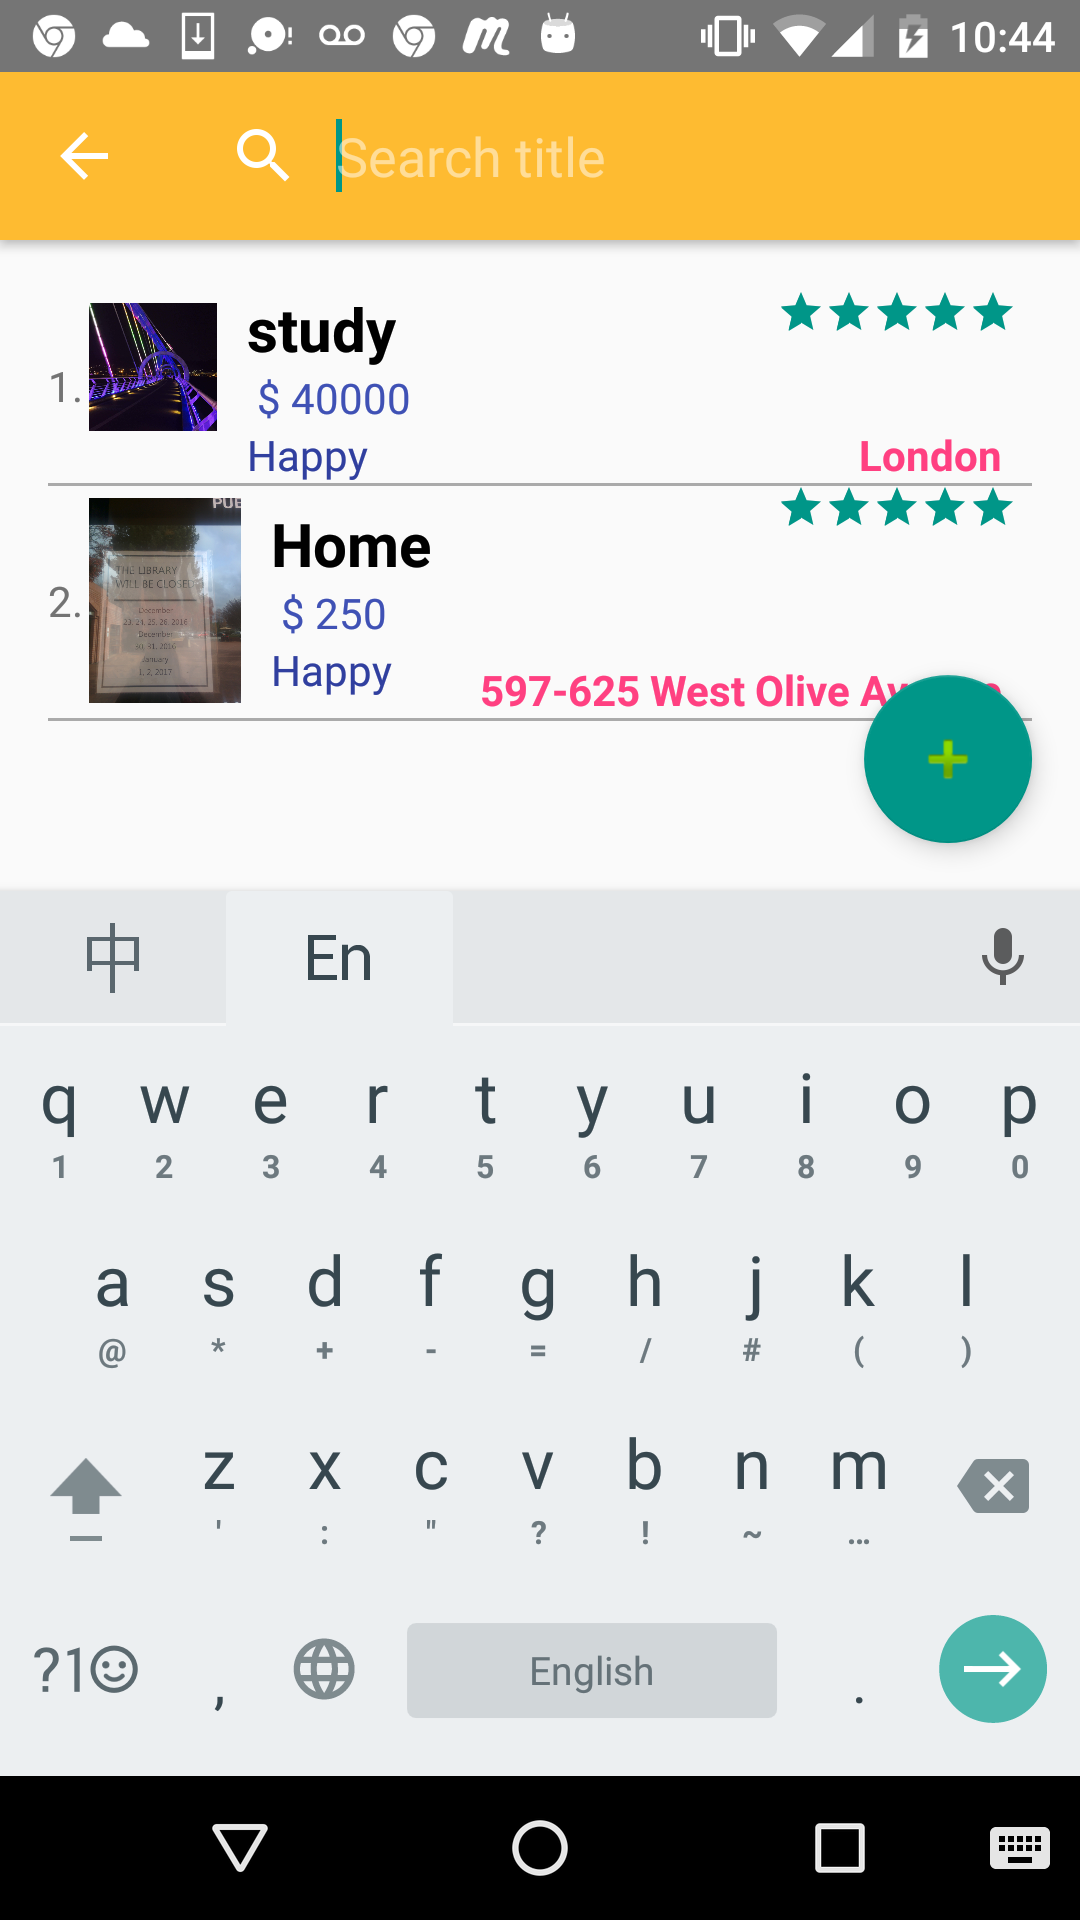 10:44
Search title
1.
study
$ 40000
Happy
London
PUB
THE LIBRARY
WILL BE CLOSED
December
23, 24, 25, 26, 2016
December
30, 31, 2016
January
1, 2, 2017
2.
Home
$ 250
Happy
597-625 West Olive
中 En
q w e r t y u i o p
1 2 3 4 5 6 7 8 9 0
a s d f g h j k l
@ * + - = / # ( )
z x c v b n m
' : " ? ! ~ …
?1 , English .